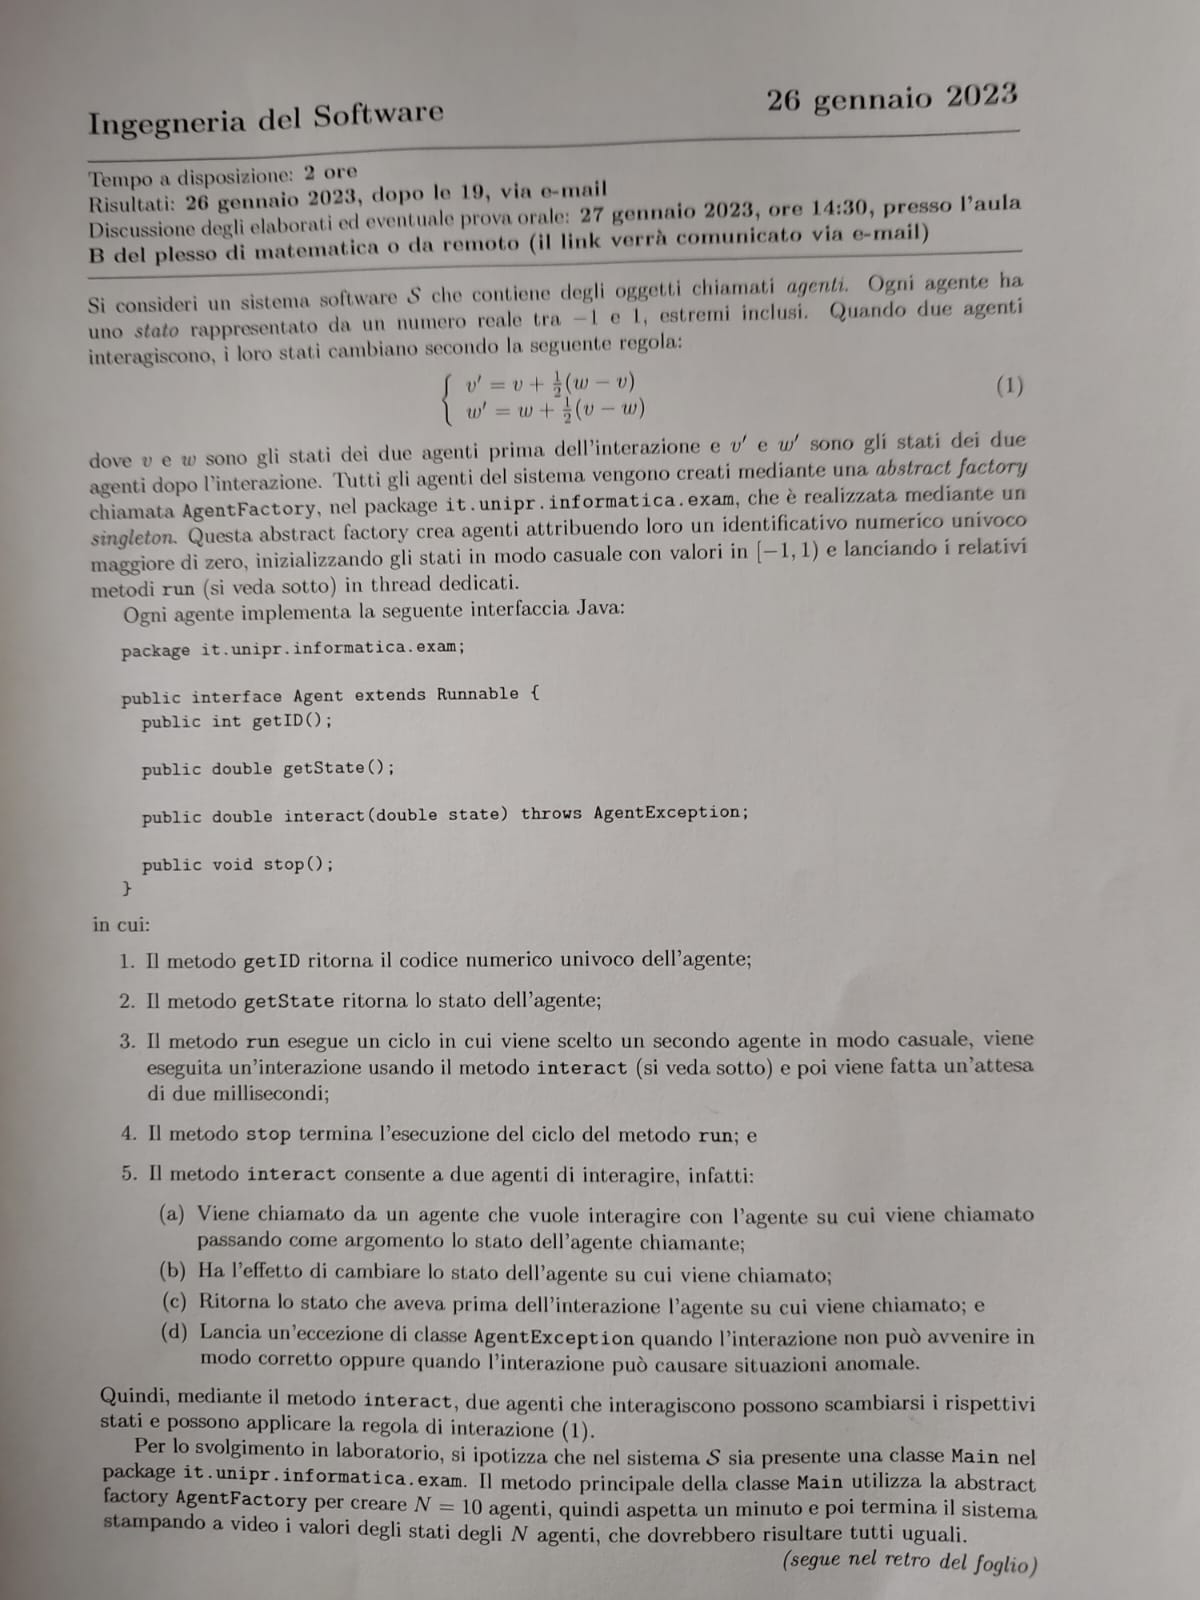 Ingegneria del Software 26 gennaio 2023
Tempo a disposizione: 2 ore
Risultati: 26 gennaio 2023, dopo le 19, via e-mail
Discussione degli elaborati ed eventuale prova orale: 27 gennaio 2023, ore 14:30, presso l'aula
B del plesso di matematica o da remoto (il link verrà comunicato via e-mail)
Si consideri un sistema software S che contiene degli oggetti chiamati agenti. Ogni agente ha
uno stato rappresentato da un numero reale tra −1 e 1, estremi inclusi. Quando due agenti
interagiscono, i loro stati cambiano secondo la seguente regola:
{ v′ = v + ½(w − v)
w′ = w + ½(v − w) (1)
dove v e w sono gli stati dei due agenti prima dell'interazione e v′ e w′ sono gli stati dei due
agenti dopo l'interazione. Tutti gli agenti del sistema vengono creati mediante una abstract factory
chiamata AgentFactory, nel package it.unipr.informatica.exam, che è realizzata mediante un
singleton. Questa abstract factory crea agenti attribuendo loro un identificativo numerico univoco
maggiore di zero, inizializzando gli stati in modo casuale con valori in [−1, 1) e lanciando i relativi
metodi run (si veda sotto) in thread dedicati.
Ogni agente implementa la seguente interfaccia Java:
package it.unipr.informatica.exam;
public interface Agent extends Runnable {
public int getID();
public double getState();
public double interact(double state) throws AgentException;
public void stop();
}
in cui:
1. Il metodo getID ritorna il codice numerico univoco dell'agente;
2. Il metodo getState ritorna lo stato dell'agente;
3. Il metodo run esegue un ciclo in cui viene scelto un secondo agente in modo casuale, viene
eseguita un'interazione usando il metodo interact (si veda sotto) e poi viene fatta un'attesa
di due millisecondi;
4. Il metodo stop termina l'esecuzione del ciclo del metodo run; e
5. Il metodo interact consente a due agenti di interagire, infatti:
(a) Viene chiamato da un agente che vuole interagire con l'agente su cui viene chiamato
passando come argomento lo stato dell'agente chiamante;
(b) Ha l'effetto di cambiare lo stato dell'agente su cui viene chiamato;
(c) Ritorna lo stato che aveva prima dell'interazione l'agente su cui viene chiamato; e
(d) Lancia un'eccezione di classe AgentException quando l'interazione non può avvenire in
modo corretto oppure quando l'interazione può causare situazioni anomale.
Quindi, mediante il metodo interact, due agenti che interagiscono possono scambiarsi i rispettivi
stati e possono applicare la regola di interazione (1).
Per lo svolgimento in laboratorio, si ipotizza che nel sistema S sia presente una classe Main nel
package it.unipr.informatica.exam. Il metodo principale della classe Main utilizza la abstract
factory AgentFactory per creare N = 10 agenti, quindi aspetta un minuto e poi termina il sistema
stampando a video i valori degli stati degli N agenti, che dovrebbero risultare tutti uguali.
(segue nel retro del foglio)